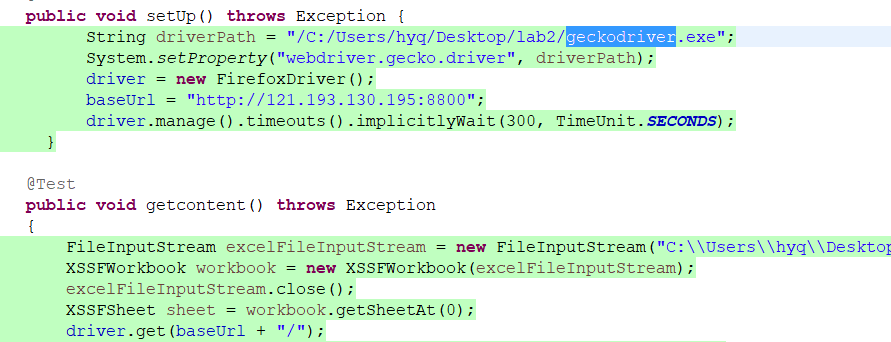 public void setUp() throws Exception {
String driverPath = "/C:/Users/hyq/Desktop/lab2/geckodriver.exe";
System.setProperty("webdriver.gecko.driver", driverPath);
driver = new FirefoxDriver();
baseUrl = "http://121.193.130.195:8800";
driver.manage().timeouts().implicitlyWait(300, TimeUnit.SECONDS);
}
@Test
public void getcontent() throws Exception
{
FileInputStream excelFileInputStream = new FileInputStream("C:\\Users\\hyq\\Desktop
XSSFWorkbook workbook = new XSSFWorkbook(excelFileInputStream);
excelFileInputStream.close();
XSSFSheet sheet = workbook.getSheetAt(0);
driver.get(baseUrl + "/");